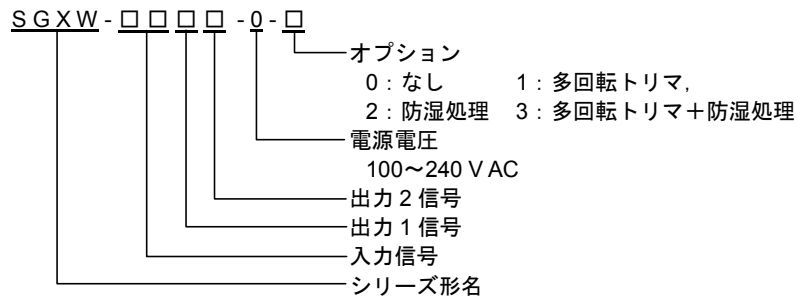 SGXW-□□□□-0-□
オプション
0：なし　1：多回転トリマ,
2：防湿処理　3：多回転トリマ＋防湿処理
電源電圧
100～240 V AC
出力 2 信号
出力 1 信号
入力信号
シリーズ形名